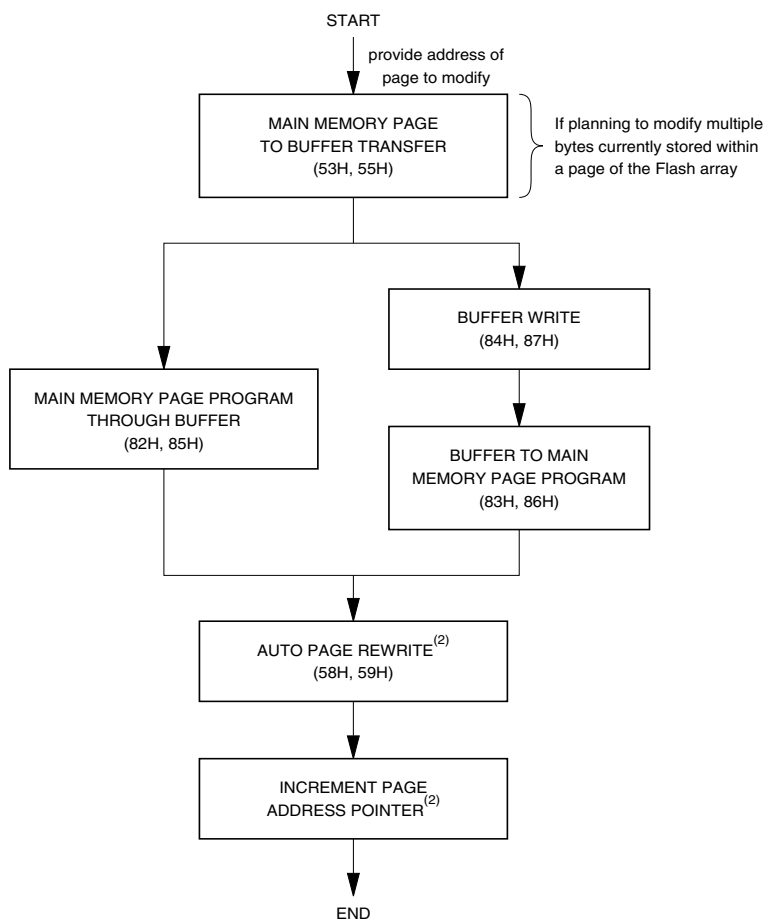 START
provide address of
page to modify
MAIN MEMORY PAGE
TO BUFFER TRANSFER
(53H, 55H)
If planning to modify multiple
bytes currently stored within
a page of the Flash array
BUFFER WRITE
(84H, 87H)
MAIN MEMORY PAGE PROGRAM
THROUGH BUFFER
(82H, 85H)
BUFFER TO MAIN
MEMORY PAGE PROGRAM
(83H, 86H)
AUTO PAGE REWRITE(2)
(58H, 59H)
INCREMENT PAGE
ADDRESS POINTER(2)
END